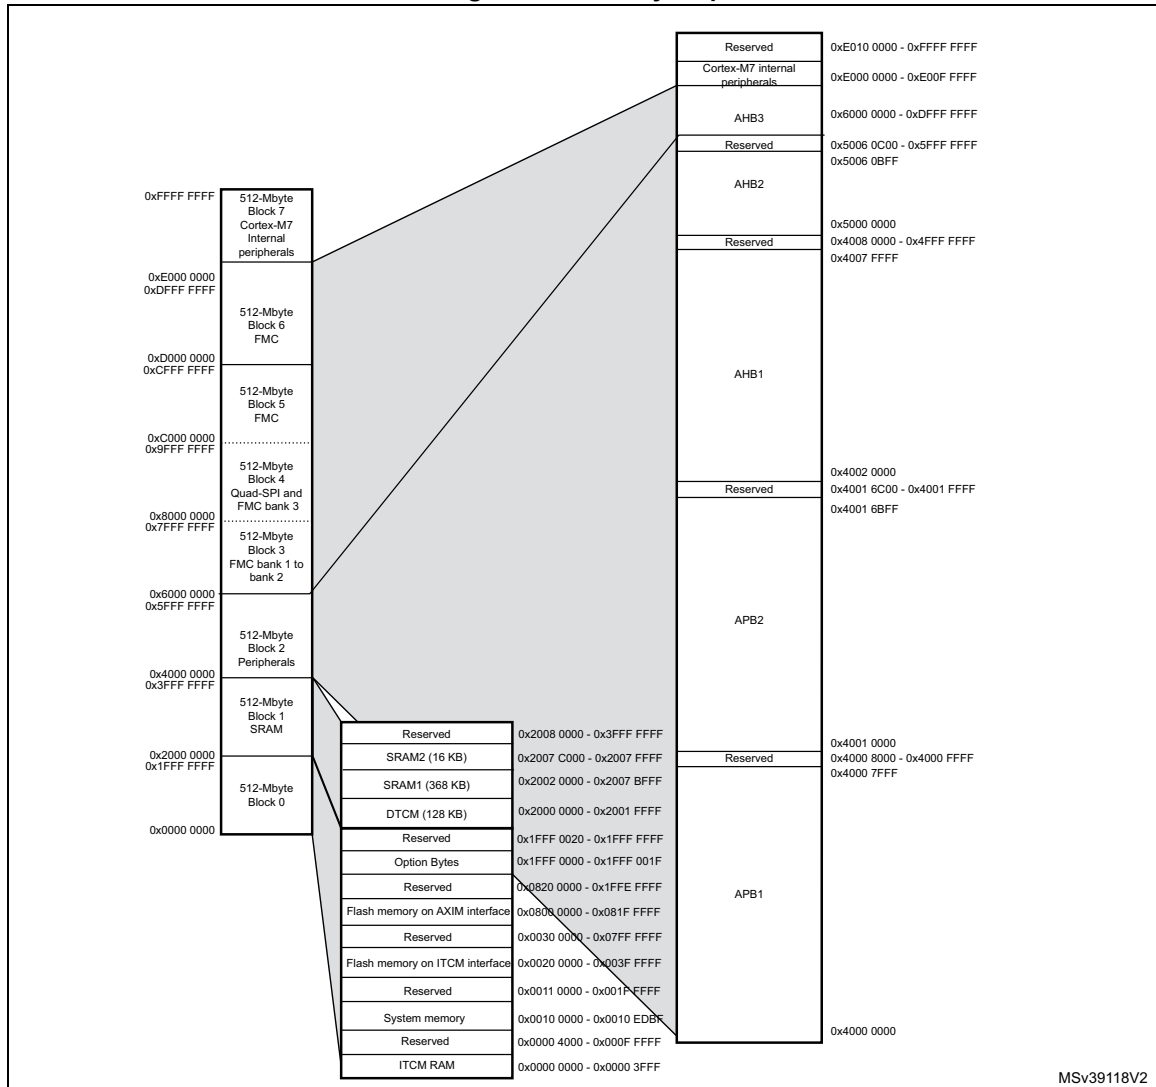 0xFFFF FFFF
512-Mbyte
Block 7
Cortex-M7
Internal
peripherals
0xE000 0000
0xDFFF FFFF
512-Mbyte
Block 6
FMC
0xD000 0000
0xCFFF FFFF
512-Mbyte
Block 5
FMC
0xC000 0000
0x9FFF FFFF
512-Mbyte
Block 4
Quad-SPI and
FMC bank 3
0x8000 0000
0x7FFF FFFF
512-Mbyte
Block 3
FMC bank 1 to
bank 2
0x6000 0000
0x5FFF FFFF
512-Mbyte
Block 2
Peripherals
0x4000 0000
0x3FFF FFFF
512-Mbyte
Block 1
SRAM
0x2000 0000
0x1FFF FFFF
512-Mbyte
Block 0
0x0000 0000
Reserved 0x2008 0000 - 0x3FFF FFFF
SRAM2 (16 KB) 0x2007 C000 - 0x2007 FFFF
SRAM1 (368 KB) 0x2002 0000 - 0x2007 BFFF
DTCM (128 KB) 0x2000 0000 - 0x2001 FFFF
Reserved 0x1FFF 0020 - 0x1FFF FFFF
Option Bytes 0x1FFF 0000 - 0x1FFF 001F
Reserved 0x0820 0000 - 0x1FFE FFFF
Flash memory on AXIM interface 0x0800 0000 - 0x081F FFFF
Reserved 0x0030 0000 - 0x07FF FFFF
Flash memory on ITCM interface 0x0020 0000 - 0x003F FFFF
Reserved 0x0011 0000 - 0x001F FFFF
System memory 0x0010 0000 - 0x0010 EDBF
Reserved 0x0000 4000 - 0x000F FFFF
ITCM RAM 0x0000 0000 - 0x0000 3FFF
Reserved 0xE010 0000 - 0xFFFF FFFF
Cortex-M7 internal
peripherals 0xE000 0000 - 0xE00F FFFF
AHB3 0x6000 0000 - 0xDFFF FFFF
Reserved 0x5006 0C00 - 0x5FFF FFFF
0x5006 0BFF
AHB2
0x5000 0000
Reserved 0x4008 0000 - 0x4FFF FFFF
0x4007 FFFF
AHB1
0x4002 0000
Reserved 0x4001 6C00 - 0x4001 FFFF
0x4001 6BFF
APB2
0x4001 0000
Reserved 0x4000 8000 - 0x4000 FFFF
0x4000 7FFF
APB1
0x4000 0000
MSv39118V2